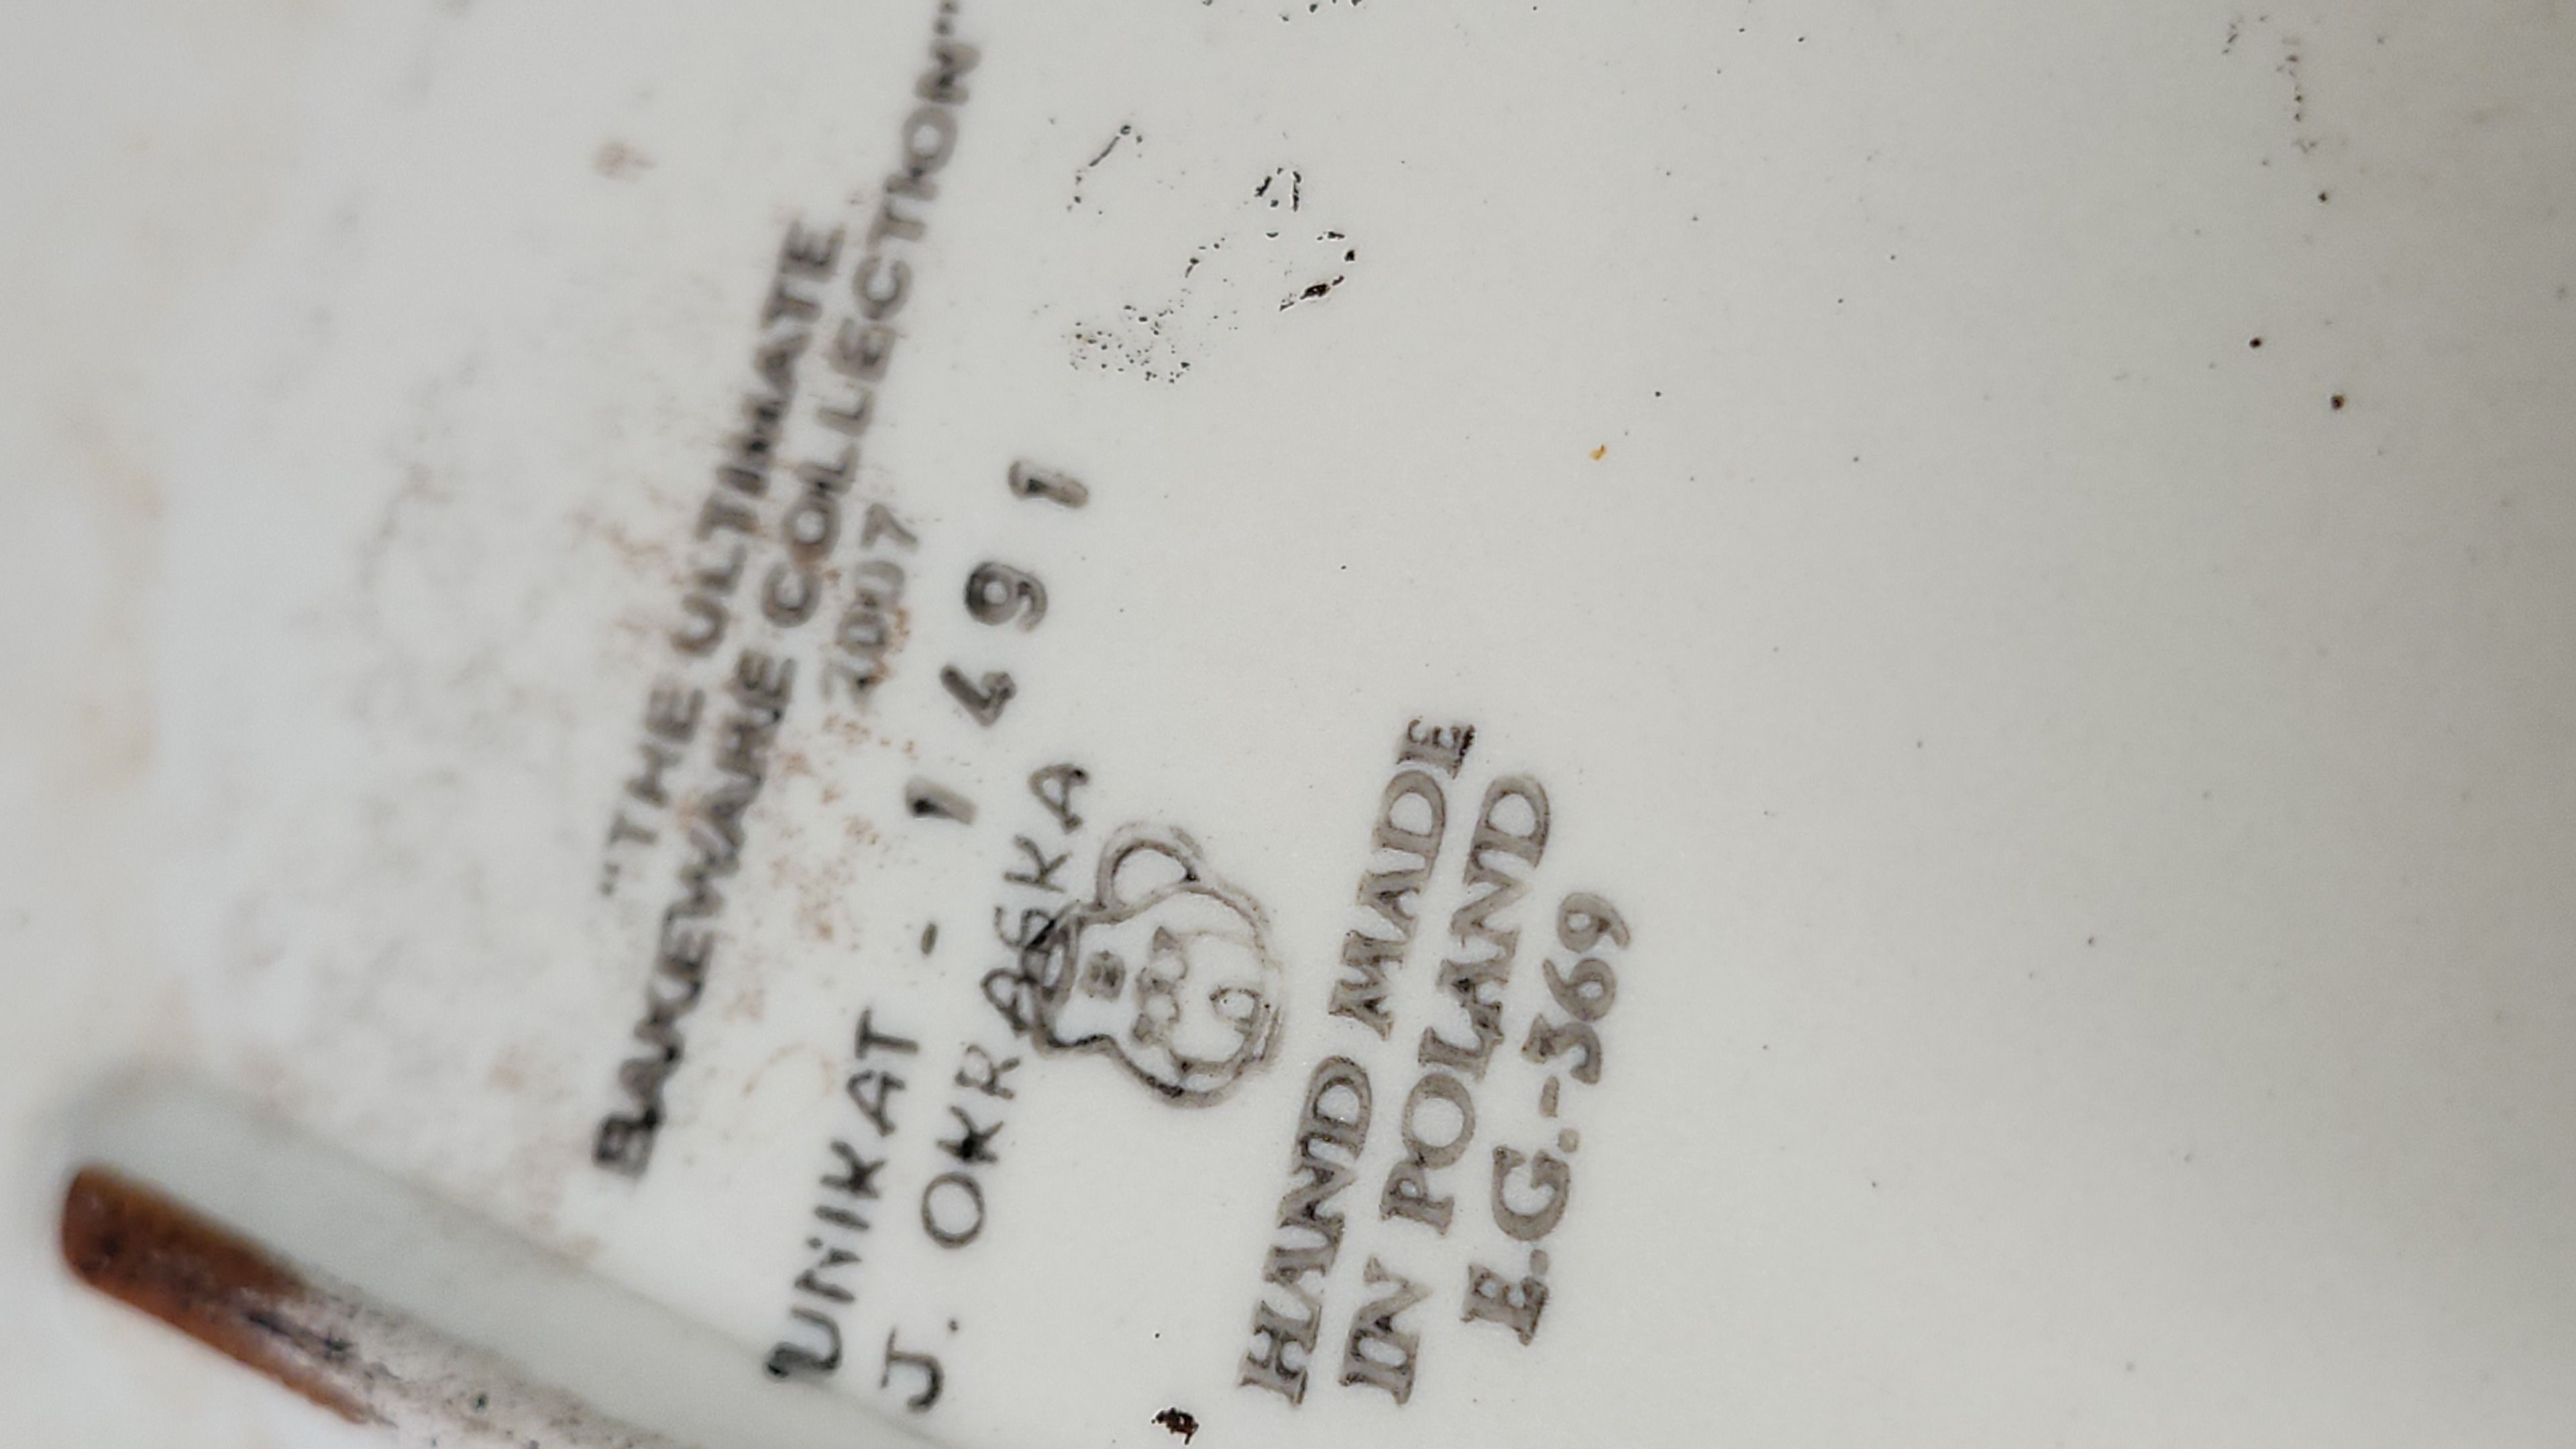 "THE ULTIMATE
BAKEWARE COLLECTION"
2007
UNIKAT - 1491
J. OKRASKA
B
HAND MADE
IN POLAND
E.G.-369